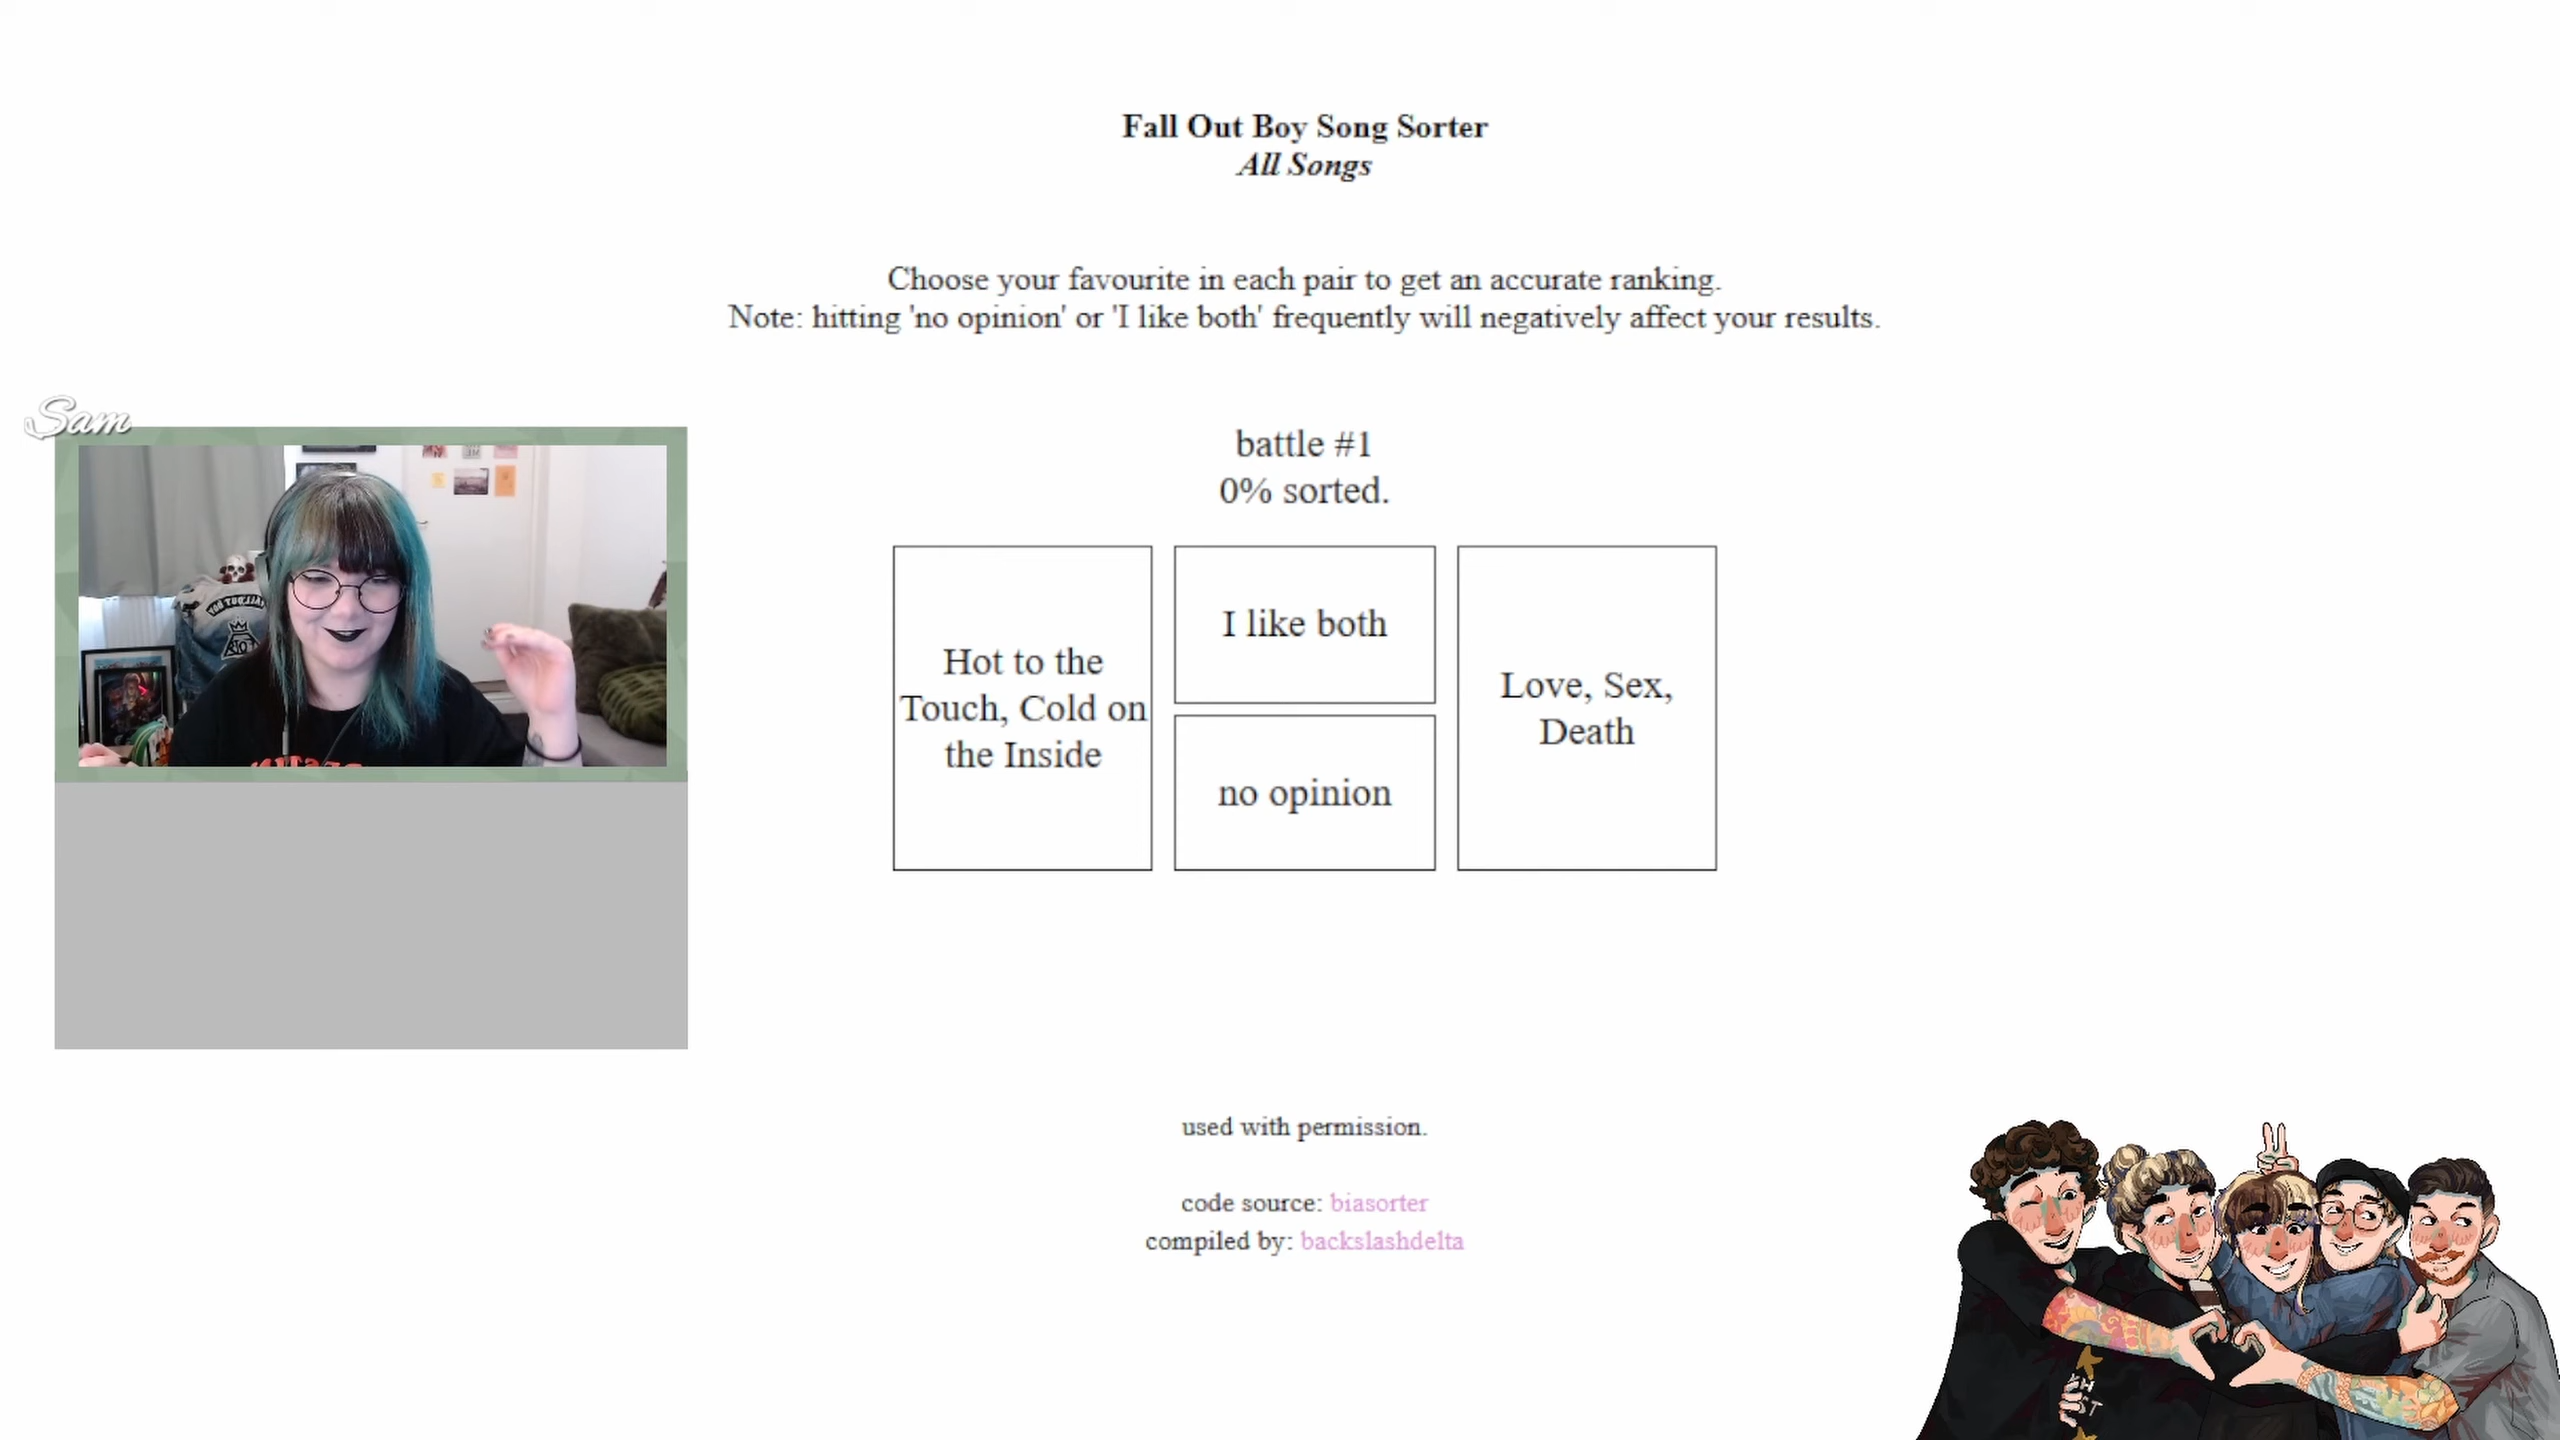 Fall Out Boy Song Sorter
All Songs
Choose your favourite in each pair to get an accurate ranking.
Note: hitting 'no opinion' or 'I like both' frequently will negatively affect your results.
Sam
battle #1
0% sorted.
Hot to the
Touch, Cold on
the Inside
I like both
no opinion
Love, Sex,
Death
used with permission.
code source: biasorter
compiled by: backslashdelta